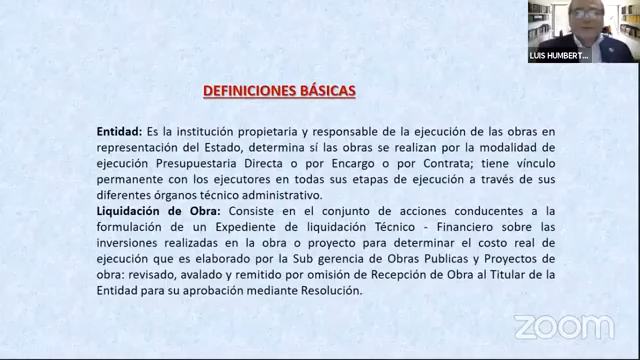 LUIS HUMBERT...
DEFINICIONES BÁSICAS
Entidad: Es la institución propietaria y responsable de la ejecución de las obras en
representación del Estado, determina sí las obras se realizan por la modalidad de
ejecución Presupuestaria Directa o por Encargo o por Contrata; tiene vínculo
permanente con los ejecutores en todas sus etapas de ejecución a través de sus
diferentes órganos técnico administrativo.
Liquidación de Obra: Consiste en el conjunto de acciones conducentes a la
formulación de un Expediente de liquidación Técnico - Financiero sobre las
inversiones realizadas en la obra o proyecto para determinar el costo real de
ejecución que es elaborado por la Sub gerencia de Obras Publicas y Proyectos de
obra: revisado, avalado y remitido por omisión de Recepción de Obra al Titular de la
Entidad para su aprobación mediante Resolución.
zoom